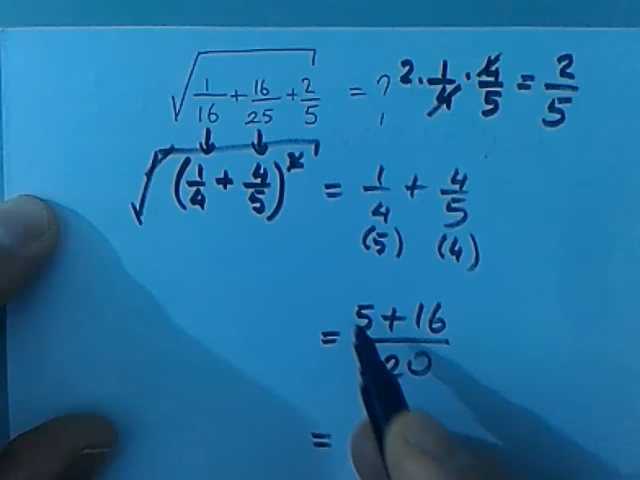 √(1/16 + 16/25 + 2/5) = ? 2 · 1/4 · 4/5 = 2/5
√((1/4 + 4/5)²) = 1/4 + 4/5
(5) (4)
= (5 + 16)/20
=